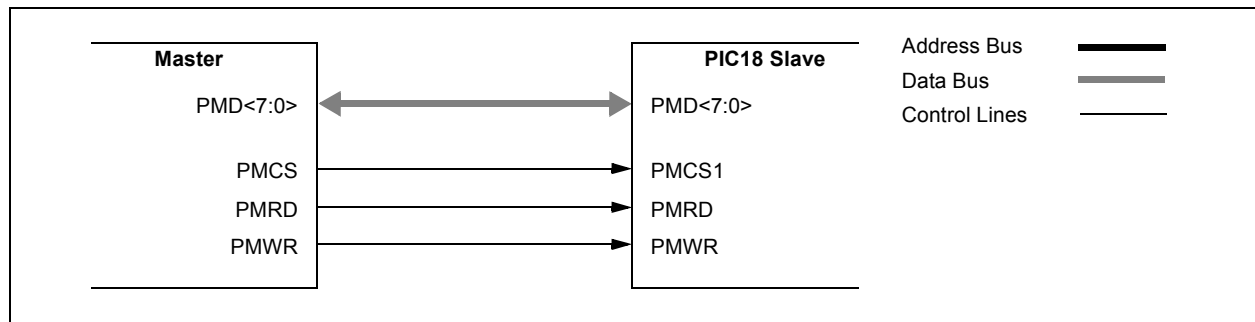 Master
PIC18 Slave
Address Bus
Data Bus
Control Lines
PMD<7:0>
PMD<7:0>
PMCS
PMCS1
PMRD
PMRD
PMWR
PMWR